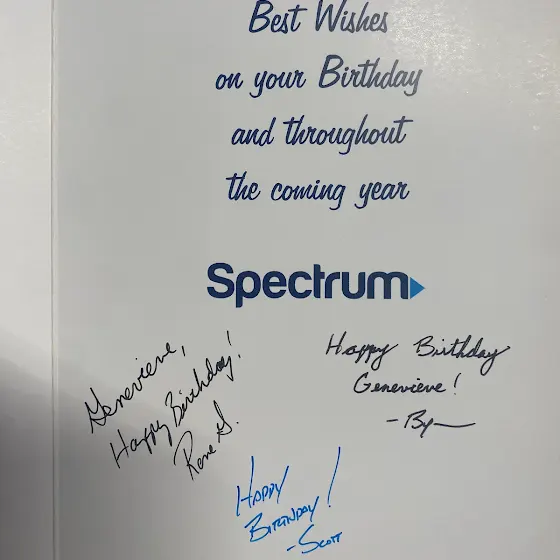 Best Wishes
on your Birthday
and throughout
the coming year
Spectrum
Genevieve,
Happy Birthday!
Rene G.
Happy Birthday
Genevieve!
HAPPY
BIRTHDAY!
-SCOTT